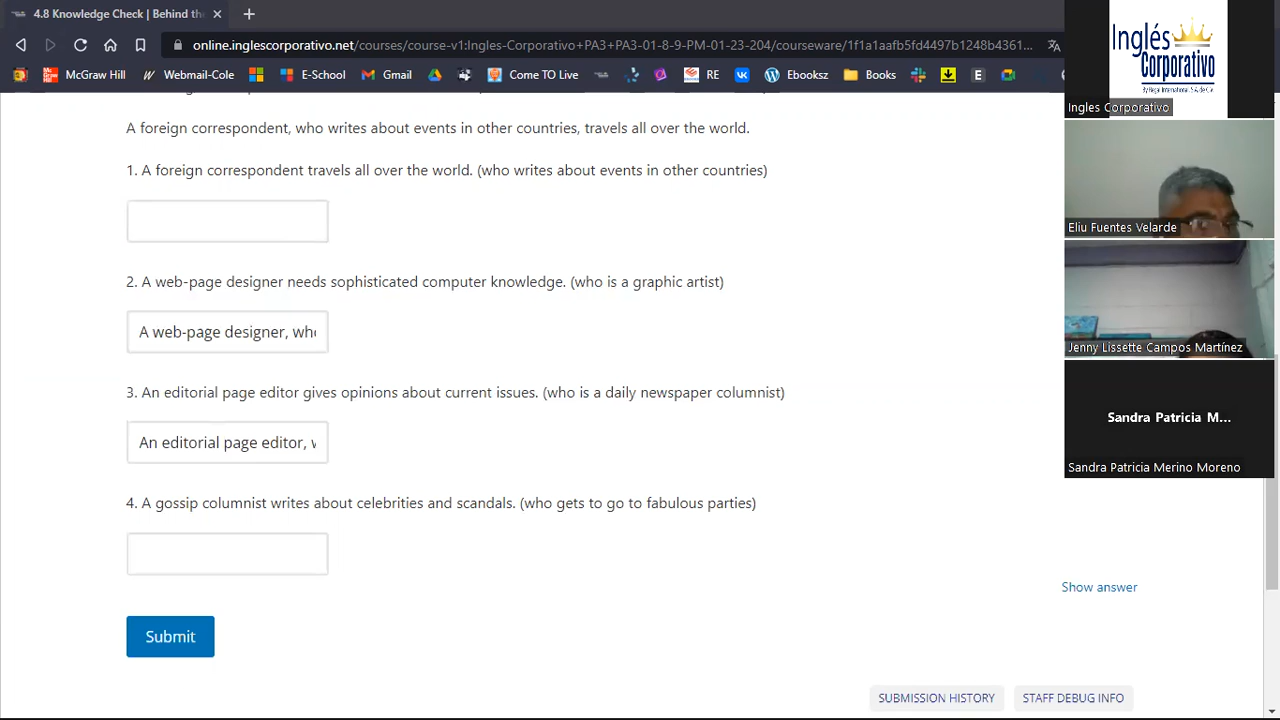 4.8 Knowledge Check | Behind the
online.inglescorporativo.net/courses/course-v1:Ingles-Corporativo+PA3+PA3-01-8-9-PM-01-23-204/courseware/1f1a1aafb5fd4497b1248b4361...
McGraw Hill
Webmail-Cole
E-School
Gmail
Come TO Live
RE
Ebooksz
Books
A foreign correspondent, who writes about events in other countries, travels all over the world.
1. A foreign correspondent travels all over the world. (who writes about events in other countries)
2. A web-page designer needs sophisticated computer knowledge. (who is a graphic artist)
A web-page designer, who
3. An editorial page editor gives opinions about current issues. (who is a daily newspaper columnist)
An editorial page editor, w
4. A gossip columnist writes about celebrities and scandals. (who gets to go to fabulous parties)
Show answer
Submit
SUBMISSION HISTORY
STAFF DEBUG INFO
Inglés
Corporativo
By Regal International, S.A. de C.V.
Ingles Corporativo
Eliu Fuentes Velarde
Jenny Lissette Campos Martínez
Sandra Patricia M...
Sandra Patricia Merino Moreno